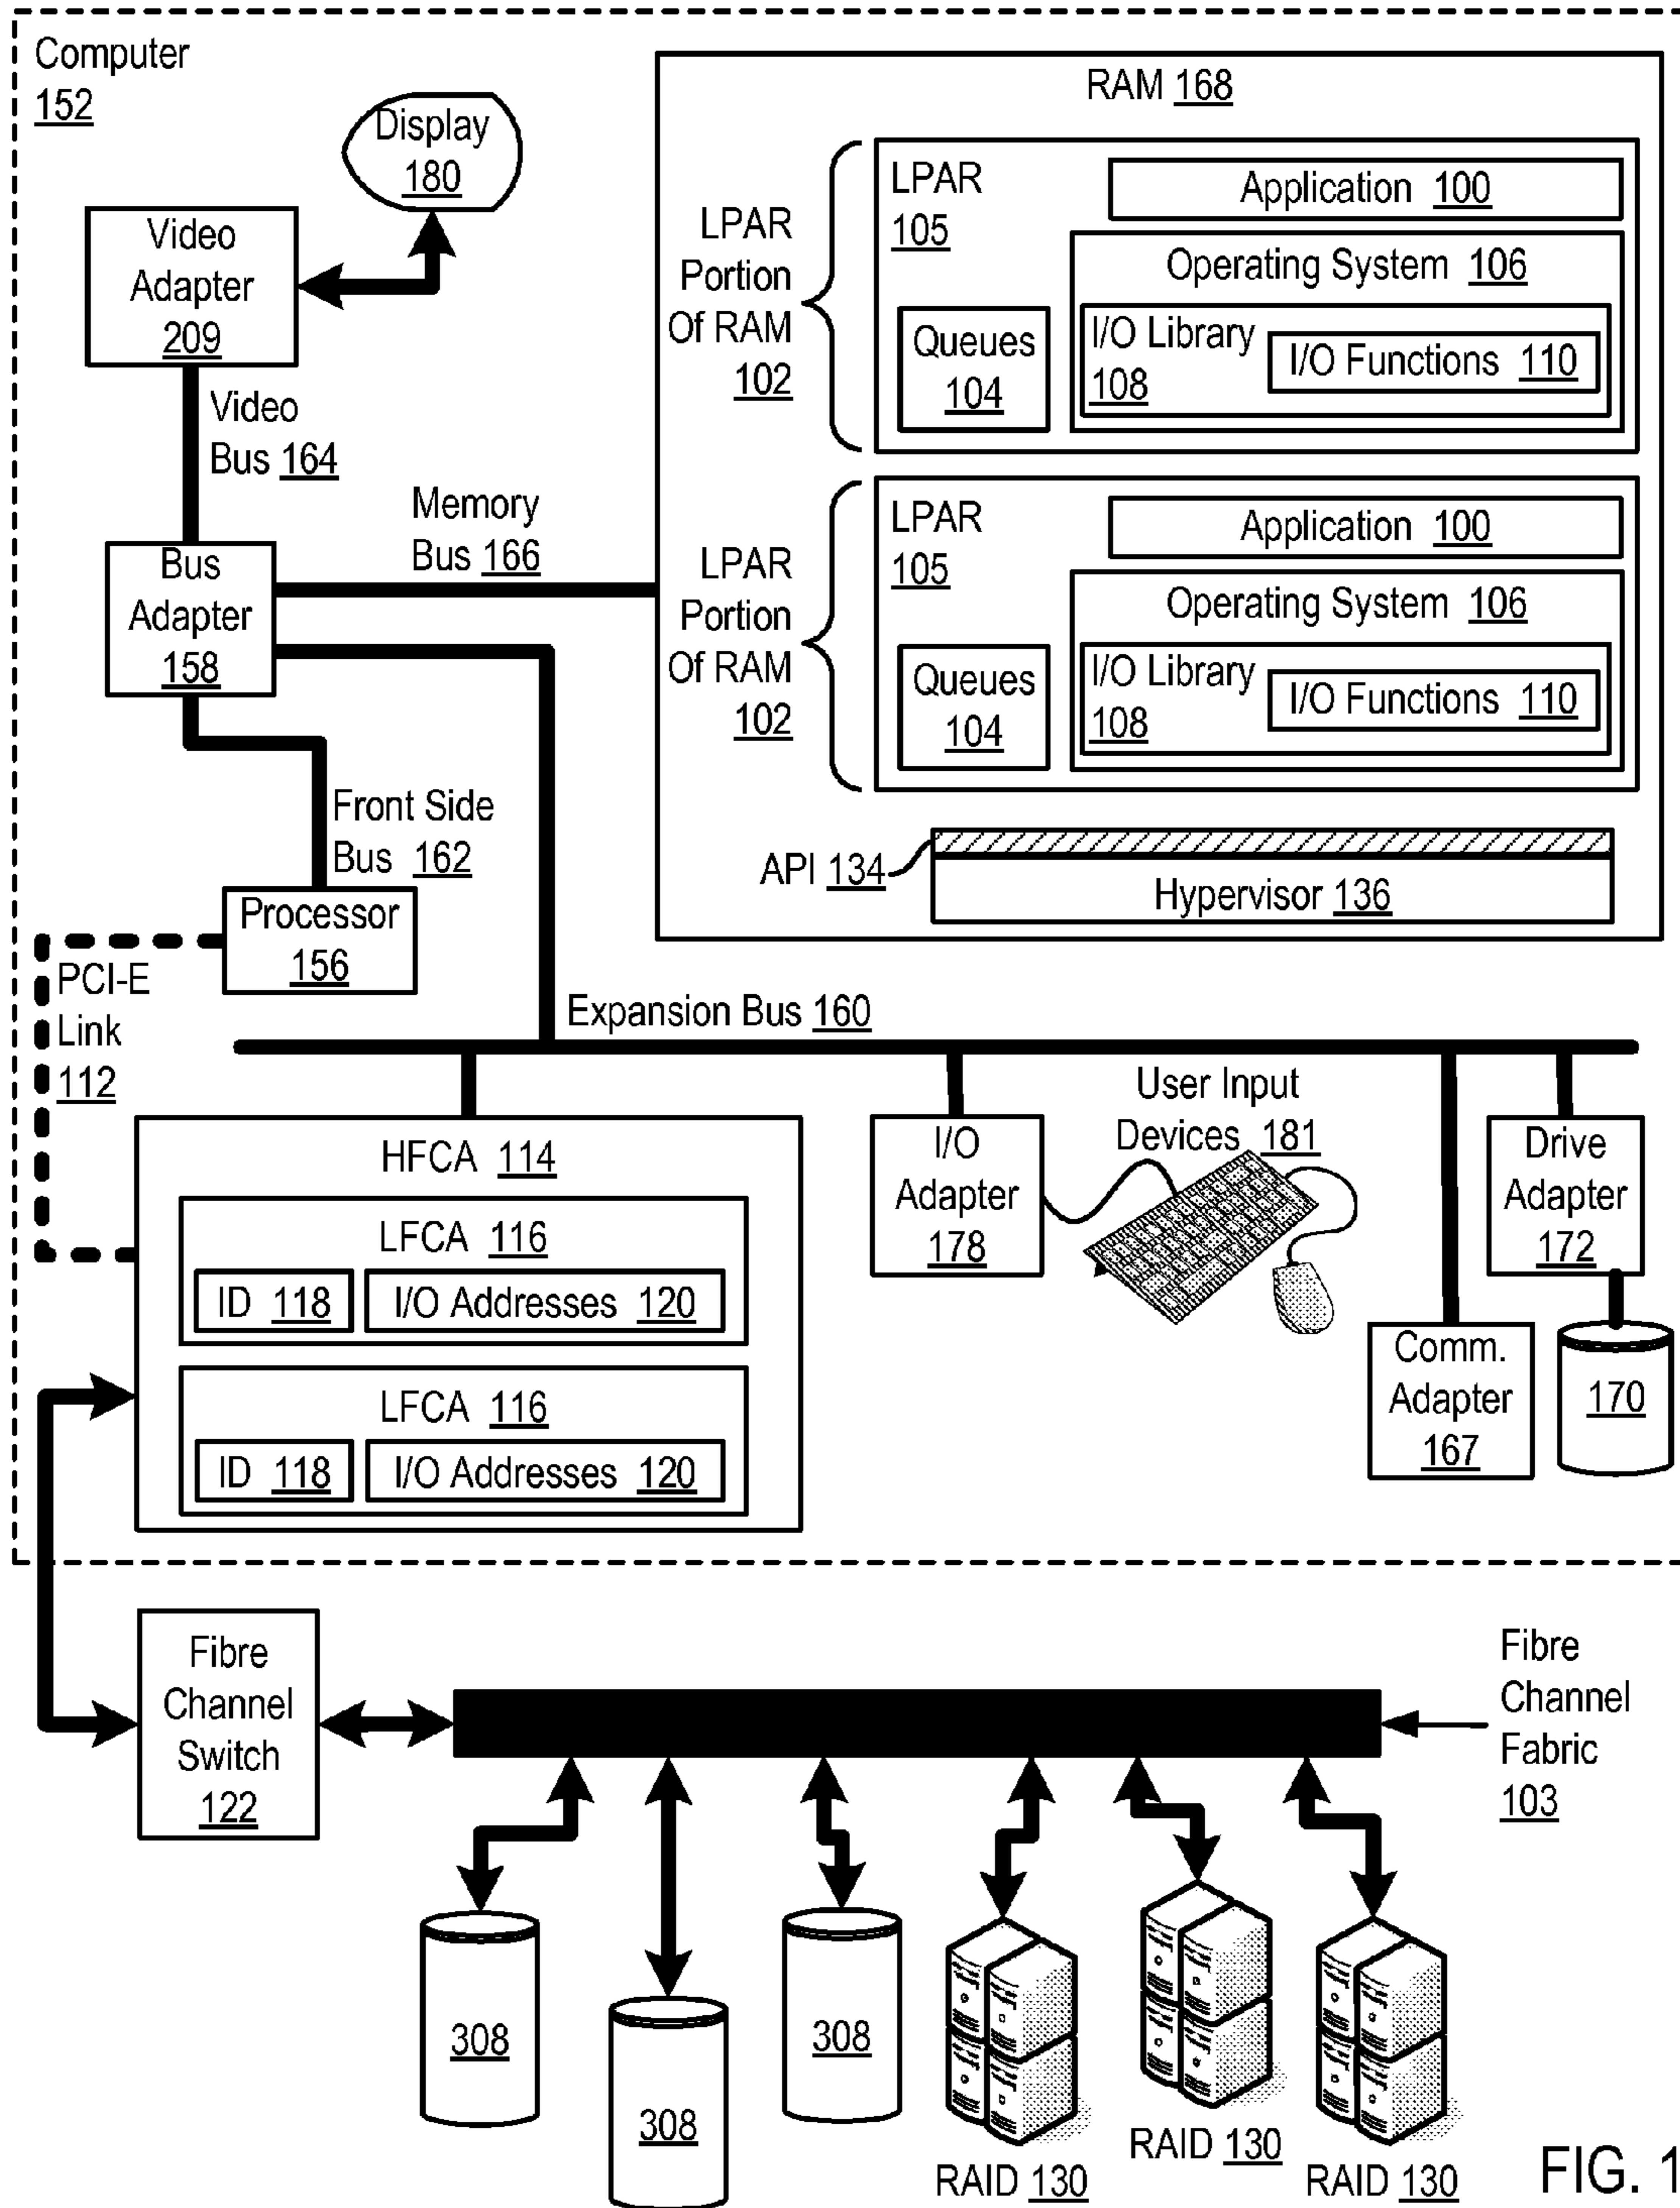 Computer
152
Display
180
Video
Adapter
209
Video
Bus 164
Bus
Adapter
158
Memory
Bus 166
Front Side
Bus 162
Processor
156
PCI-E
Link
112
RAM 168
LPAR
Portion
Of RAM
102
LPAR
105
Application 100
Operating System 106
Queues
104
I/O Library
108
I/O Functions 110
LPAR
Portion
Of RAM
102
LPAR
105
Application 100
Operating System 106
Queues
104
I/O Library
108
I/O Functions 110
API 134
Hypervisor 136
Expansion Bus 160
HFCA 114
LFCA 116
ID 118
I/O Addresses 120
LFCA 116
ID 118
I/O Addresses 120
I/O
Adapter
178
User Input
Devices 181
Comm.
Adapter
167
Drive
Adapter
172
170
Fibre
Channel
Switch
122
Fibre
Channel
Fabric
103
308
308
308
RAID 130
RAID 130
RAID 130
FIG. 1